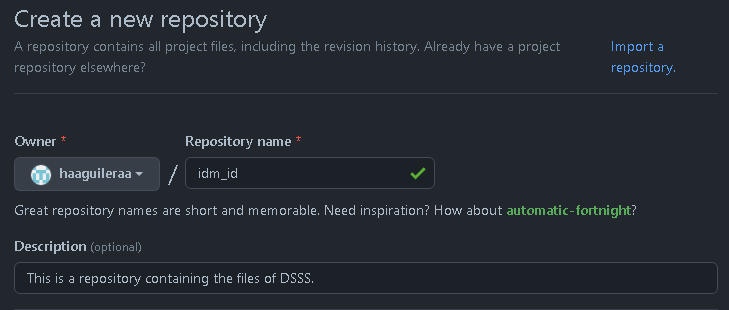 Create a new repository
A repository contains all project files, including the revision history. Already have a project
repository elsewhere?
Import a
repository.
Owner *
Repository name *
haaguileraa
/
idm_id
Great repository names are short and memorable. Need inspiration? How about automatic-fortnight?
Description (optional)
This is a repository containing the files of DSSS.